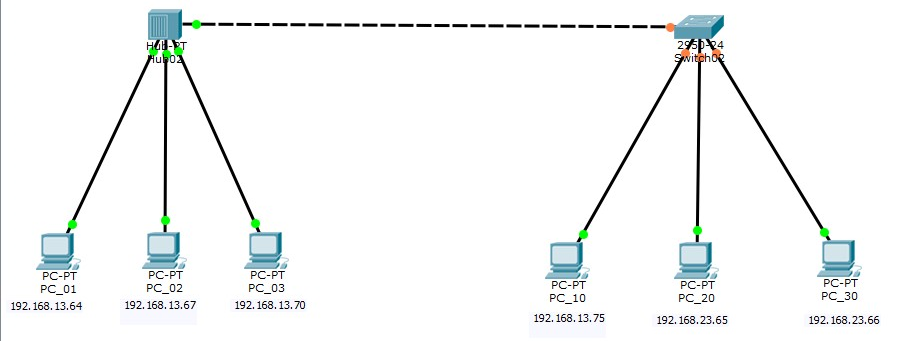 Hub-PT
Hub02
2950-24
Switch02
PC-PT
PC_01
192.168.13.64
PC-PT
PC_02
192.168.13.67
PC-PT
PC_03
192.168.13.70
PC-PT
PC_10
192.168.13.75
PC-PT
PC_20
192.168.23.65
PC-PT
PC_30
192.168.23.66